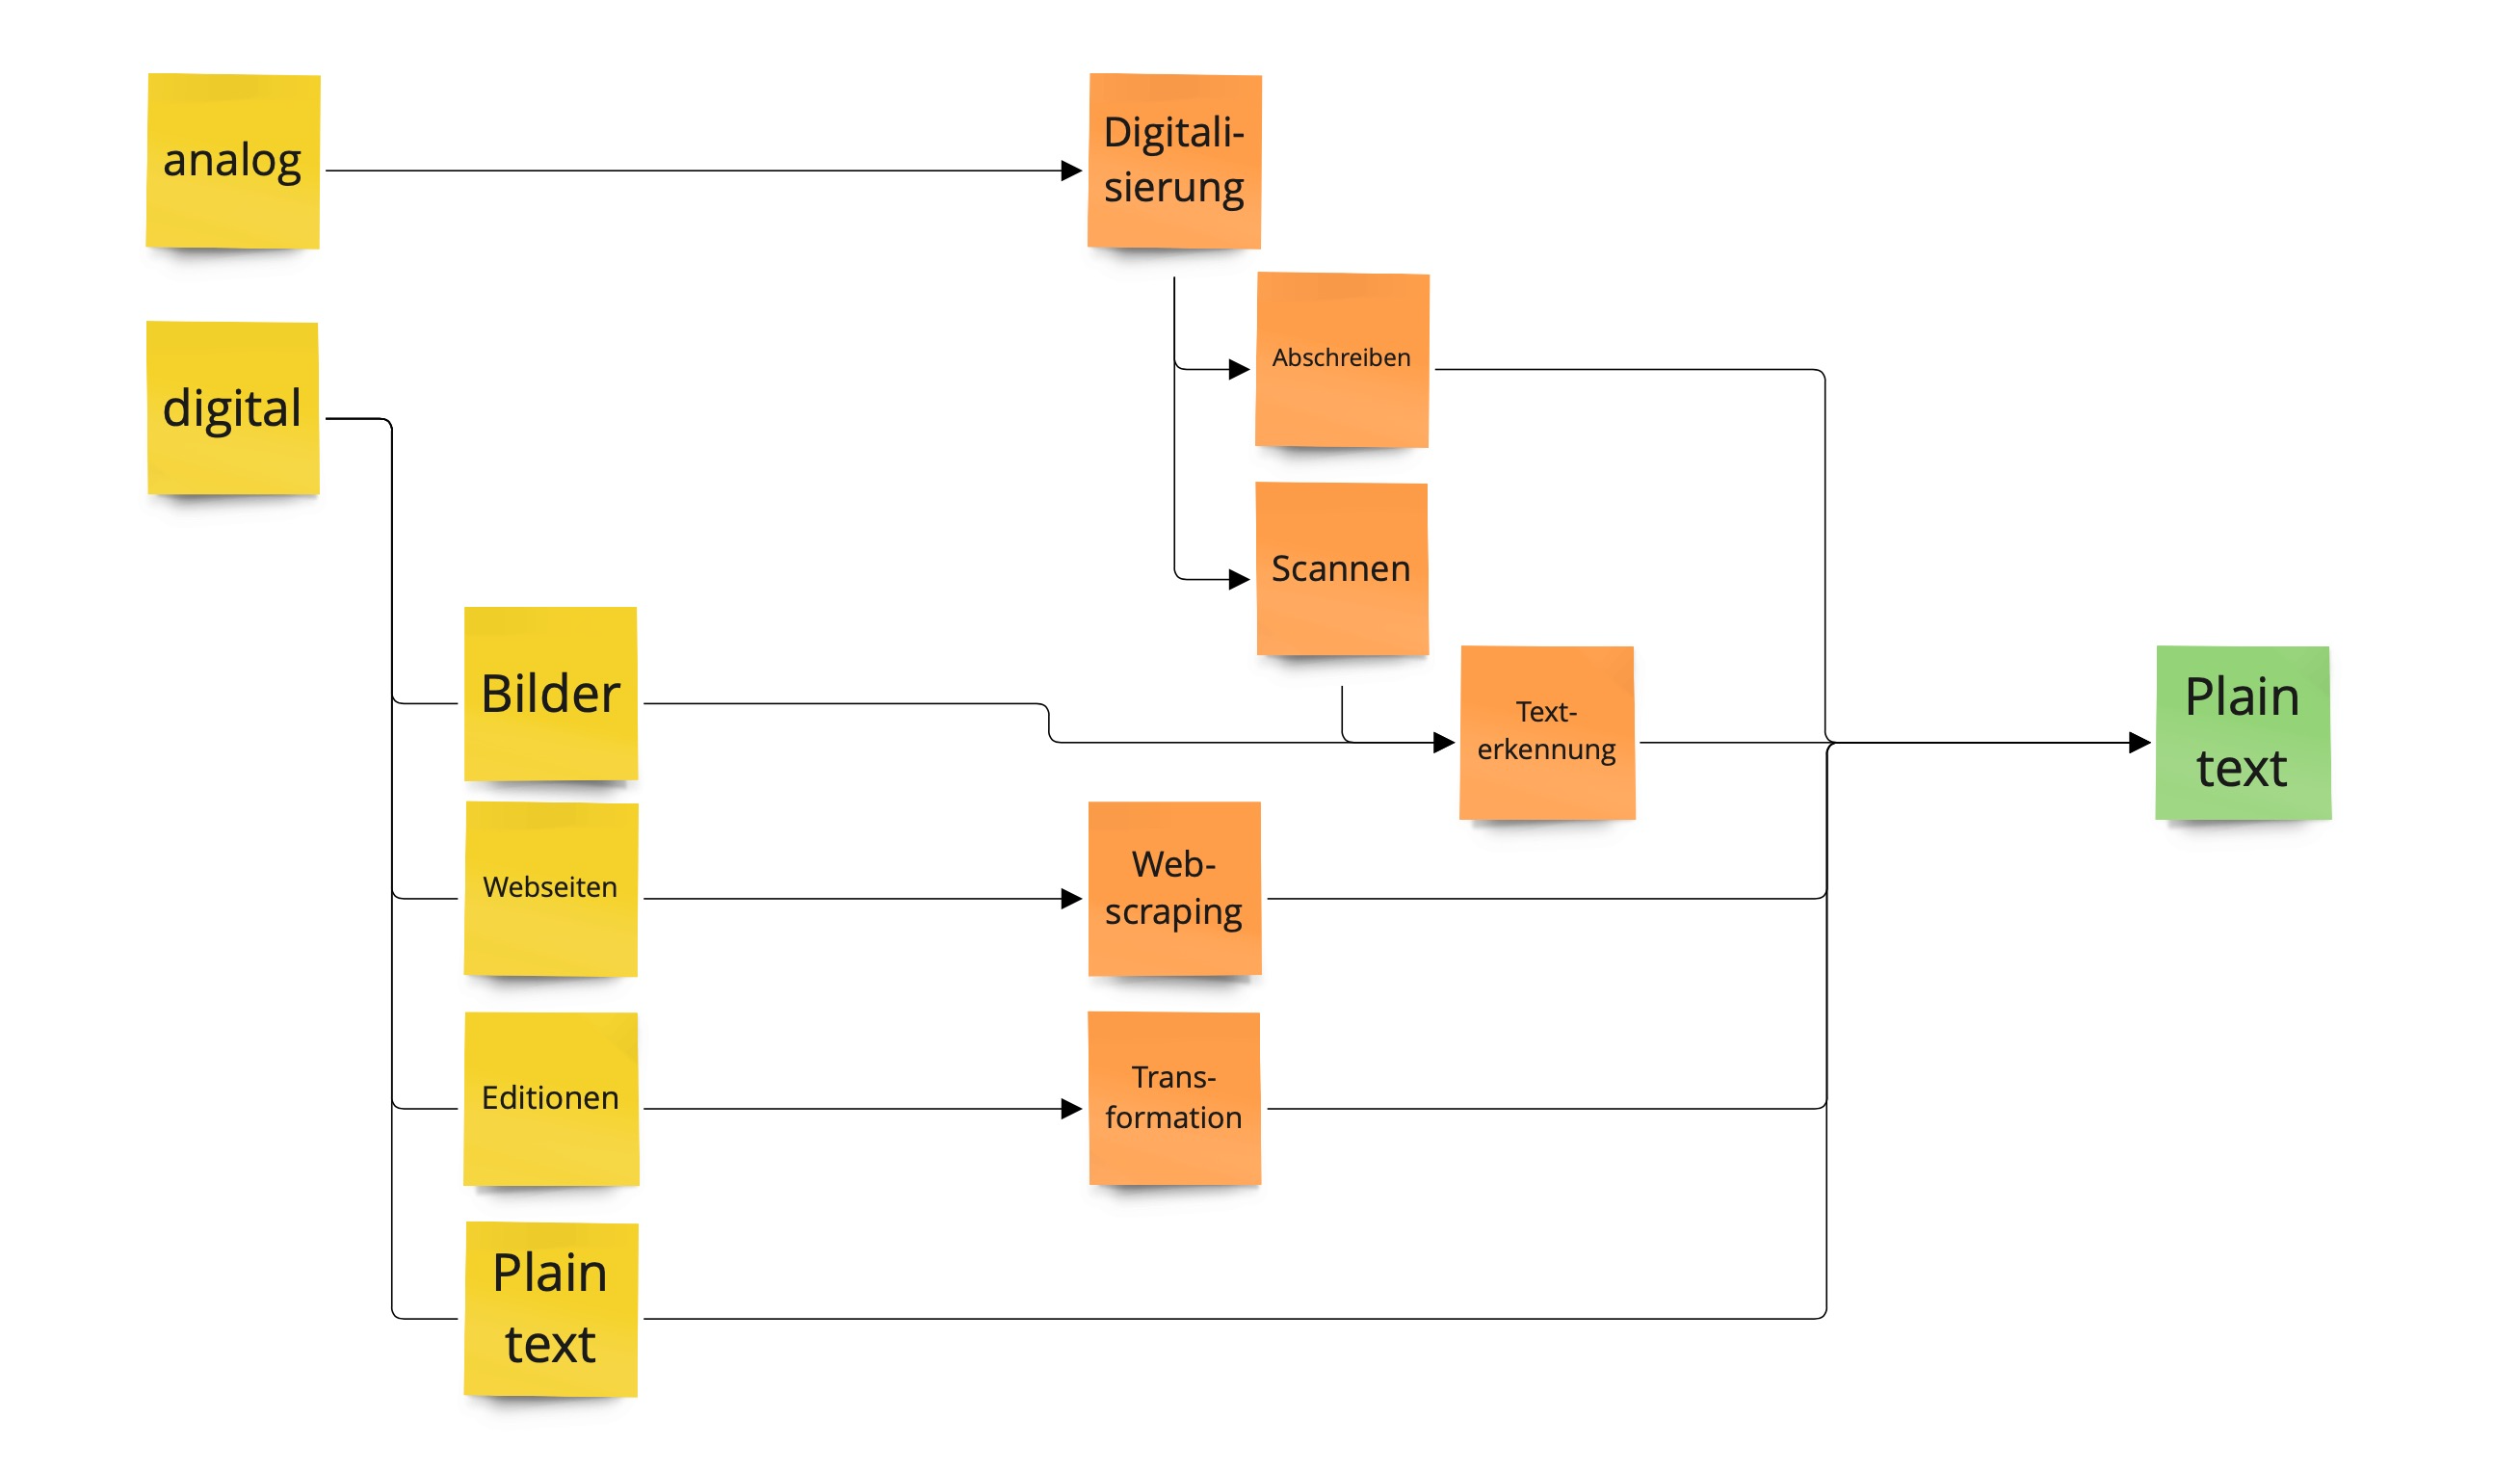 analog
Digitali-
sierung
digital
Abschreiben
Scannen
Bilder
Text-
erkennung
Plain
text
Webseiten
Web-
scraping
Editionen
Trans-
formation
Plain
text